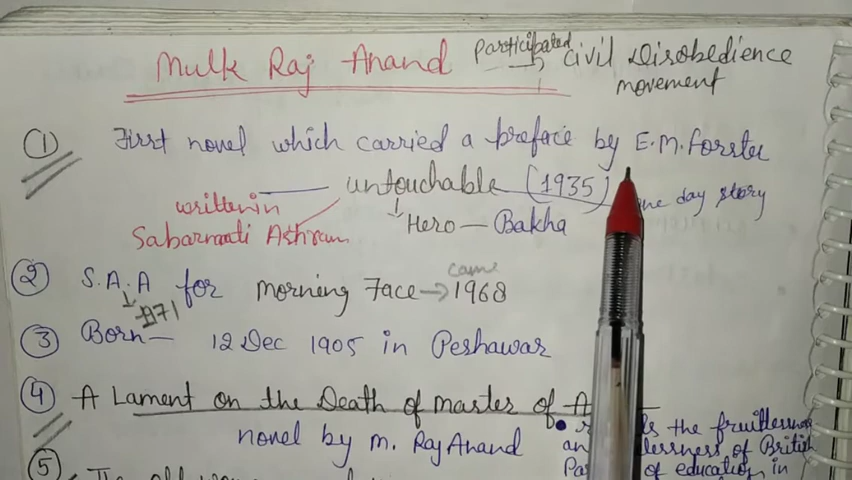 Mulk Raj Anand participated → Civil Disobedience movement
① First novel which carried a preface by E.M. Forster
untouchable (1935)
one day story
written in
Sabarmati Ashram
Hero — Bakha
② S.A.A for Morning Face → 1968
came
1971
③ Born — 12 Dec 1905 in Peshawar
④ A Lament on the Death of master of A
novel by M. Raj Anand
the fruitlessness
of British
of education in
⑤ The